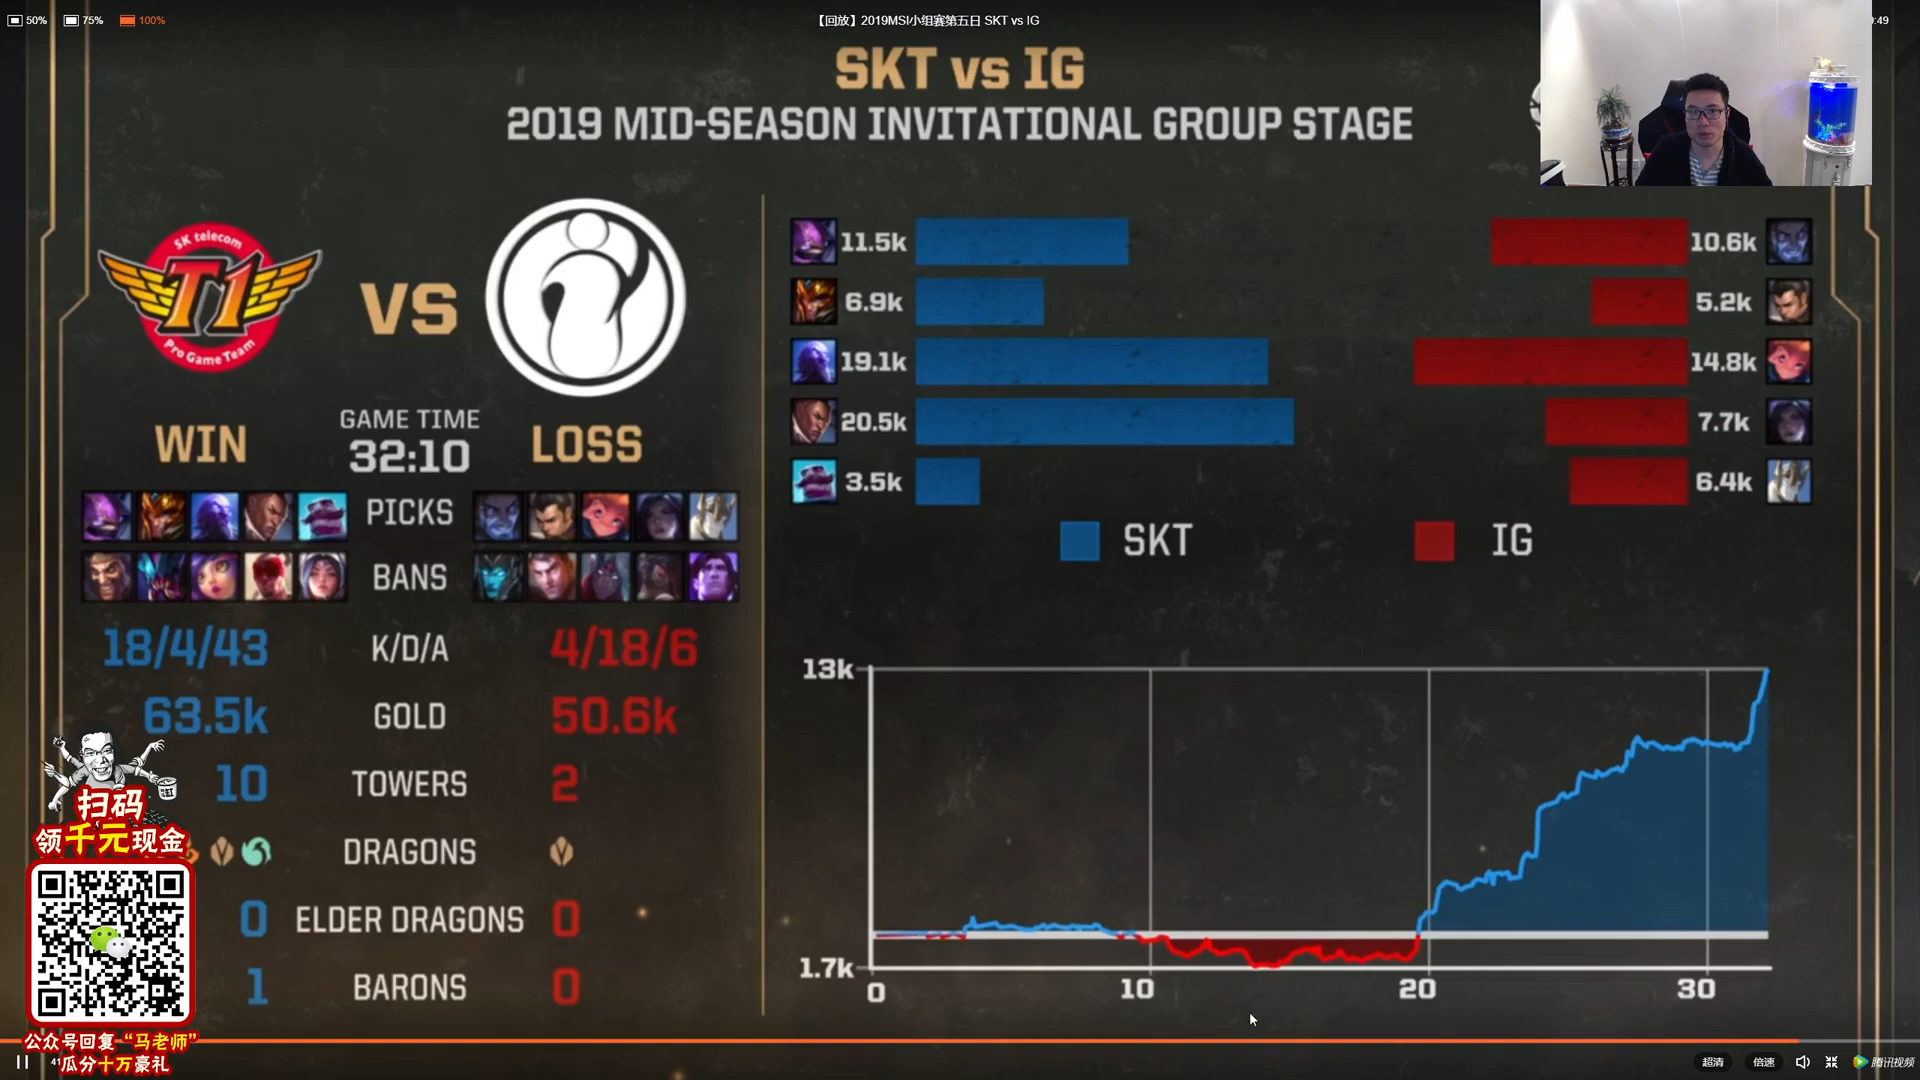 50% 75% 100%
【回放】2019MSI小组赛第五日 SKT vs IG
:49
SKT vs IG
2019 MID-SEASON INVITATIONAL GROUP STAGE
SK telecom
T1
Pro Game Team
VS
WIN
GAME TIME
32:10
LOSS
PICKS
BANS
18/4/43 K/D/A 4/18/6
63.5k GOLD 50.6k
10 TOWERS 2
DRAGONS
0 ELDER DRAGONS 0
1 BARONS 0
11.5k 10.6k
6.9k 5.2k
19.1k 14.8k
20.5k 7.7k
3.5k 6.4k
SKT IG
13k
1.7k
0 10 20 30
扫码
领千元现金
公众号回复“马老师”
瓜分十万豪礼
超清 倍速 腾讯视频